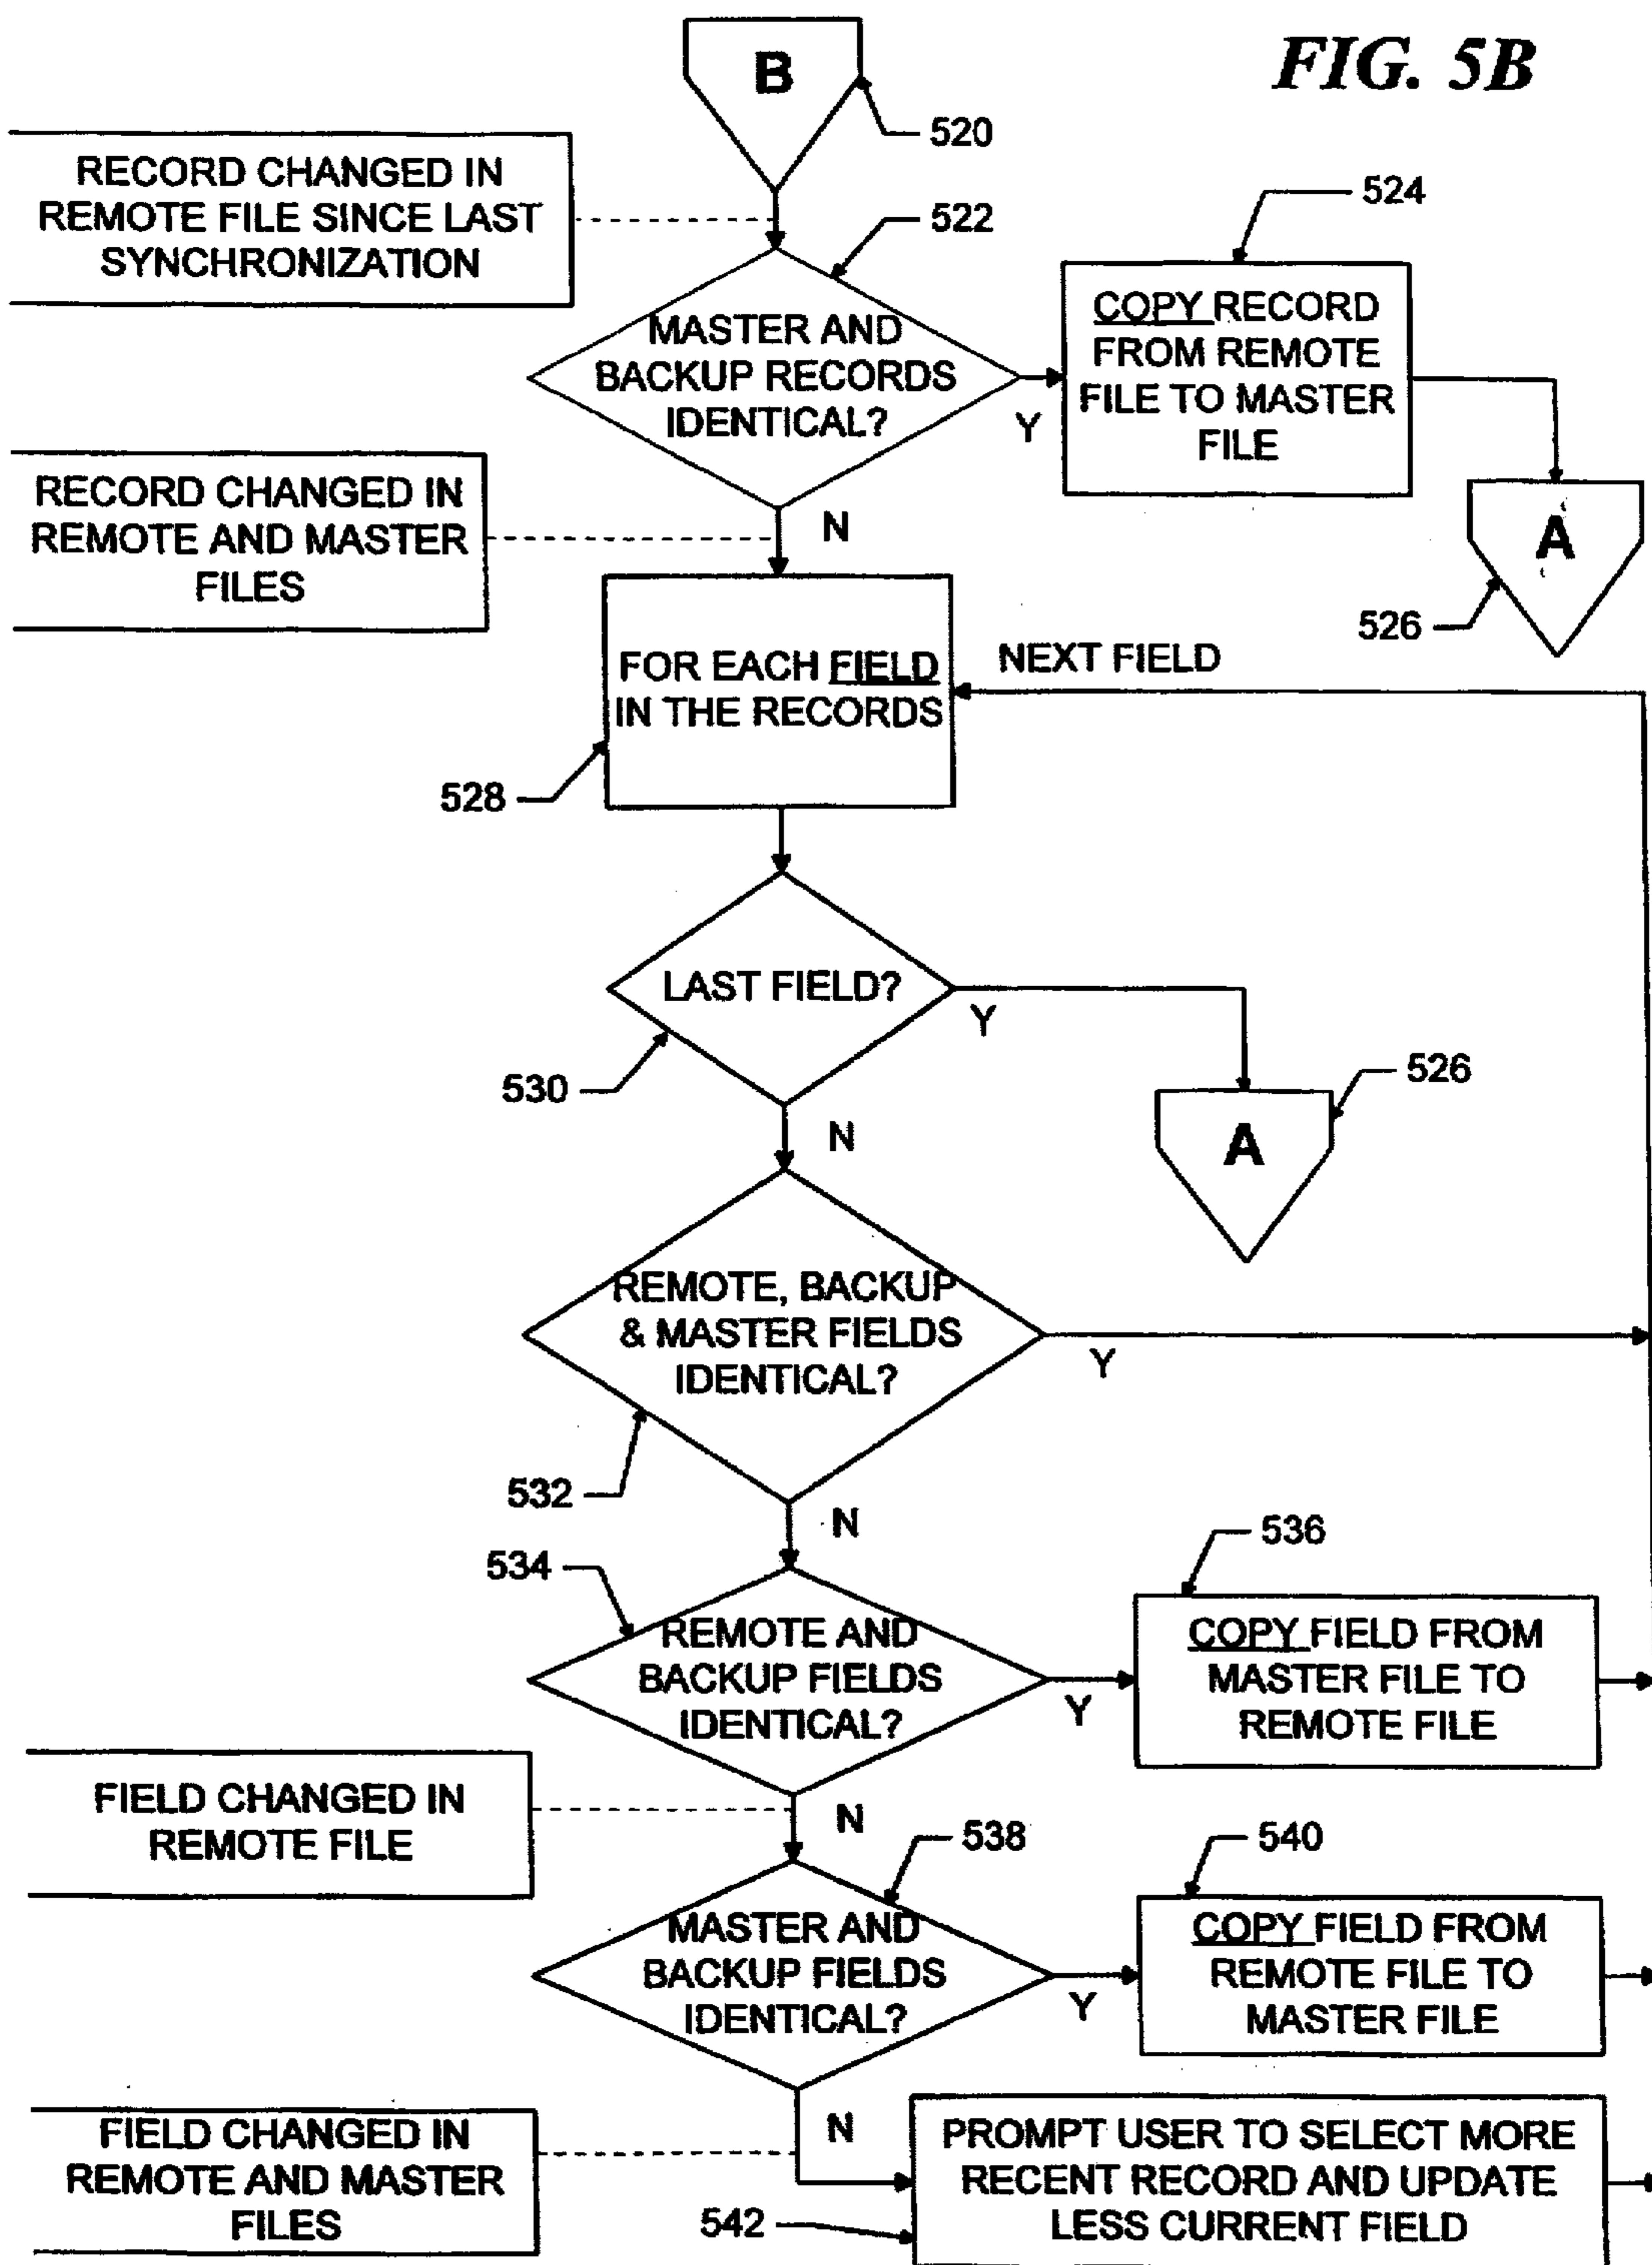 FIG. 5B
B
520
RECORD CHANGED IN
REMOTE FILE SINCE LAST
SYNCHRONIZATION
522
524
MASTER AND
BACKUP RECORDS
IDENTICAL?
Y
COPY RECORD
FROM REMOTE
FILE TO MASTER
FILE
A
526
RECORD CHANGED IN
REMOTE AND MASTER
FILES
N
FOR EACH FIELD
IN THE RECORDS
NEXT FIELD
528
LAST FIELD?
Y
530
526
A
N
REMOTE, BACKUP
& MASTER FIELDS
IDENTICAL?
Y
532
N
534
536
REMOTE AND
BACKUP FIELDS
IDENTICAL?
Y
COPY FIELD FROM
MASTER FILE TO
REMOTE FILE
FIELD CHANGED IN
REMOTE FILE
N
538
540
MASTER AND
BACKUP FIELDS
IDENTICAL?
Y
COPY FIELD FROM
REMOTE FILE TO
MASTER FILE
FIELD CHANGED IN
REMOTE AND MASTER
FILES
N
PROMPT USER TO SELECT MORE
RECENT RECORD AND UPDATE
LESS CURRENT FIELD
542